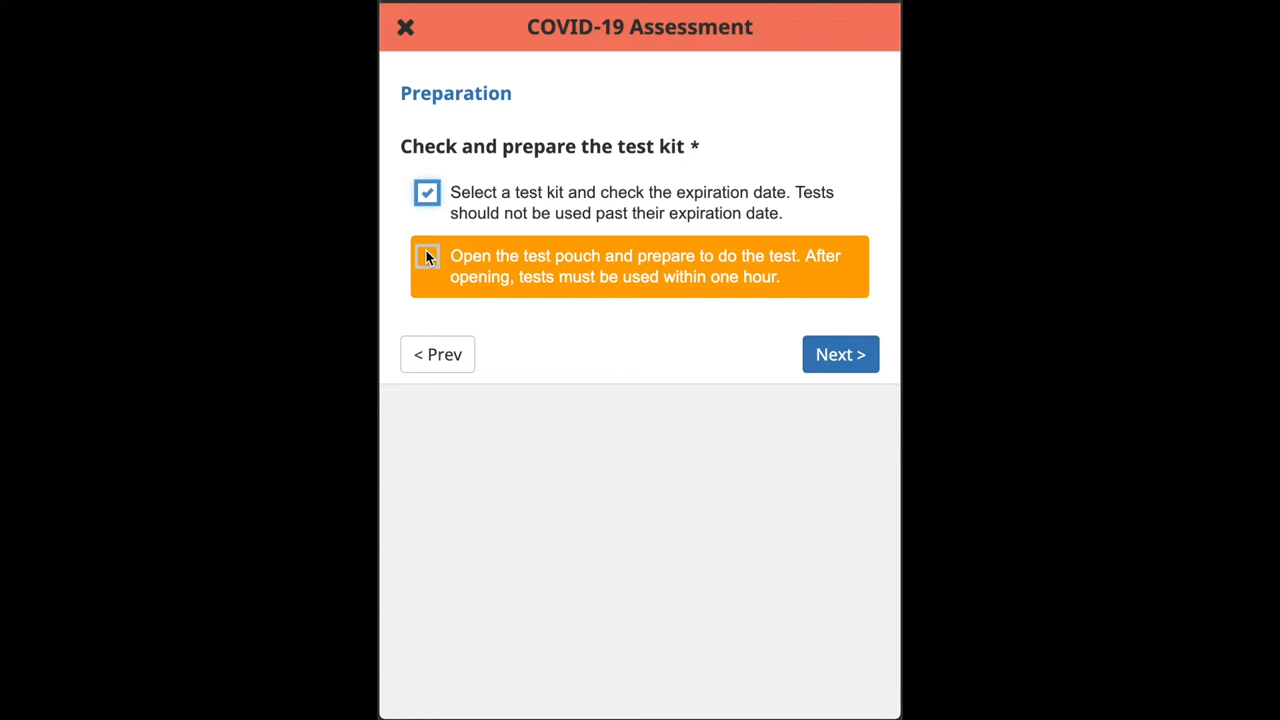 COVID-19 Assessment
Preparation
Check and prepare the test kit *
Select a test kit and check the expiration date. Tests
should not be used past their expiration date.
Open the test pouch and prepare to do the test. After
opening, tests must be used within one hour.
< Prev
Next >